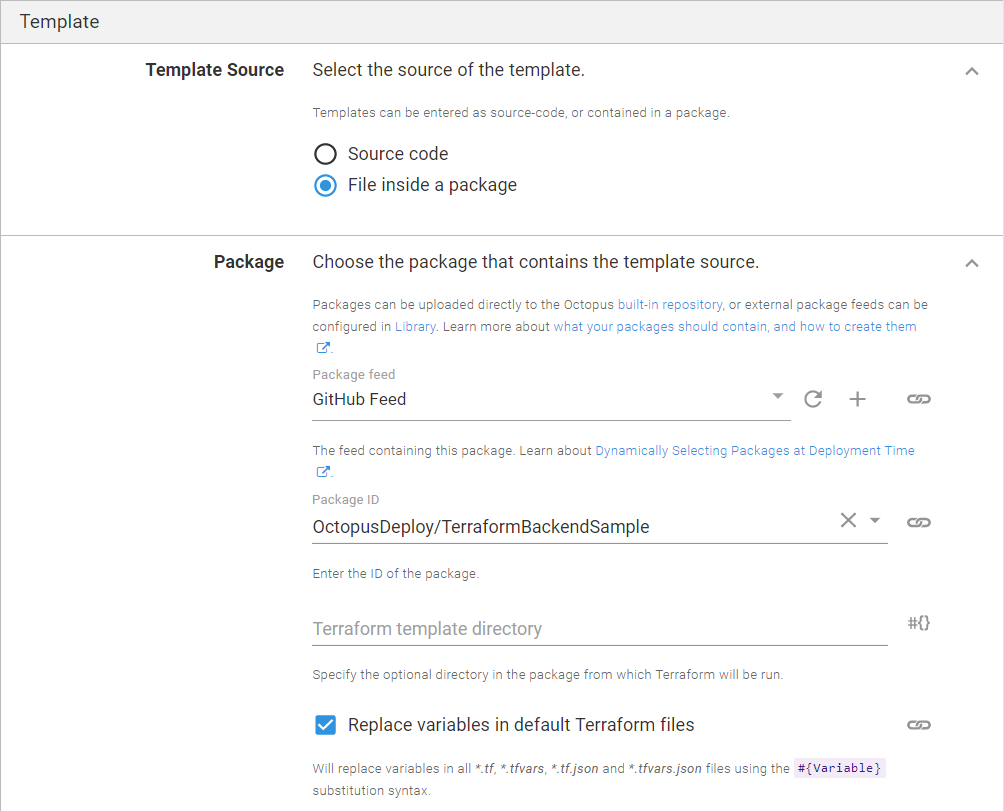 Template
Template Source
Select the source of the template.
Templates can be entered as source-code, or contained in a package.
Source code
File inside a package
Package
Choose the package that contains the template source.
Packages can be uploaded directly to the Octopus built-in repository, or external package feeds can be
configured in Library. Learn more about what your packages should contain, and how to create them
.
Package feed
GitHub Feed
The feed containing this package. Learn about Dynamically Selecting Packages at Deployment Time
.
Package ID
OctopusDeploy/TerraformBackendSample
Enter the ID of the package.
Terraform template directory
#{}
Specify the optional directory in the package from which Terraform will be run.
Replace variables in default Terraform files
Will replace variables in all *.tf, *.tfvars, *.tf.json and *.tfvars.json files using the #{Variable}
substitution syntax.